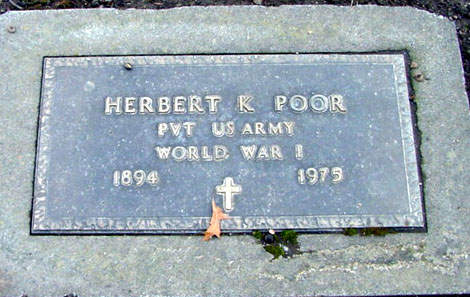 HERBERT K POOR
PVT US ARMY
WORLD WAR I
1894 1975